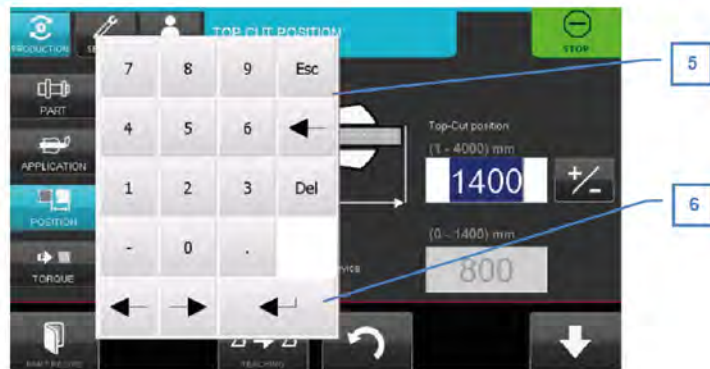 PRODUCTION
TOP CUT POSITION
STOP
5
7 8 9 Esc
PART
4 5 6
APPLICATION
Top-Cut position
(1 - 4000) mm
1400
+/-
1 2 3 Del
POSITION
6
- 0 .
(0 - 1400) mm
TORQUE
800